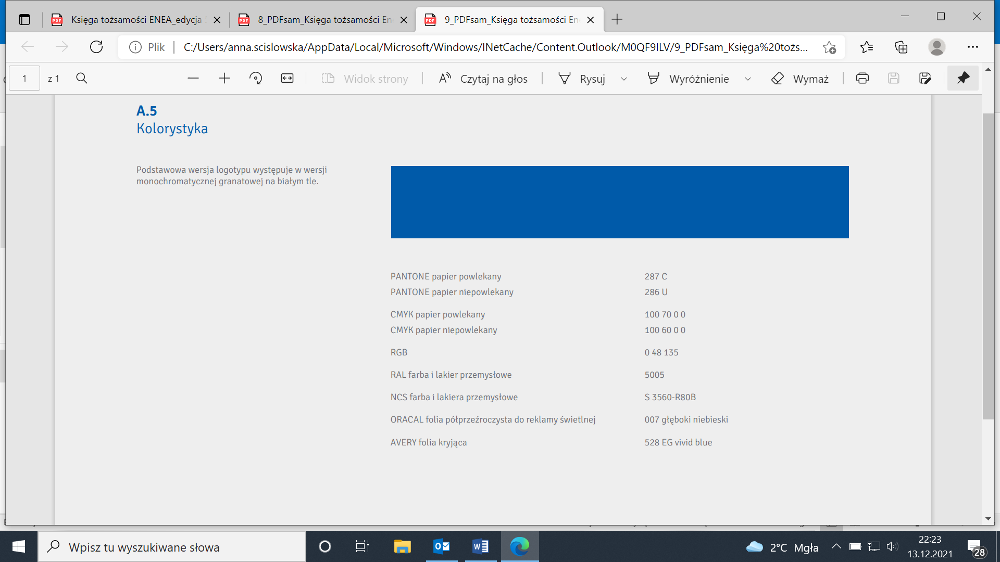 Księga tożsamości ENEA_edycja
8_PDFsam_Księga tożsamości En
9_PDFsam_Księga tożsamości En
Plik
C:/Users/anna.scislowska/AppData/Local/Microsoft/Windows/INetCache/Content.Outlook/M0QF9ILV/9_PDFsam_Księga%20tożs...
1
z 1
Widok strony
Czytaj na głos
Rysuj
Wyróżnienie
Wymaż
A.5
Kolorystyka
Podstawowa wersja logotypu występuje w wersji
monochromatycznej granatowej na białym tle.
PANTONE papier powlekany 287 C
PANTONE papier niepowlekany 286 U
CMYK papier powlekany 100 70 0 0
CMYK papier niepowlekany 100 60 0 0
RGB 0 48 135
RAL farba i lakier przemysłowe 5005
NCS farba i lakiera przemysłowe S 3560-R80B
ORACAL folia półprzeźroczysta do reklamy świetlnej 007 głęboki niebieski
AVERY folia kryjąca 528 EG vivid blue
Wpisz tu wyszukiwane słowa
2°C Mgła
22:23
13.12.2021
28